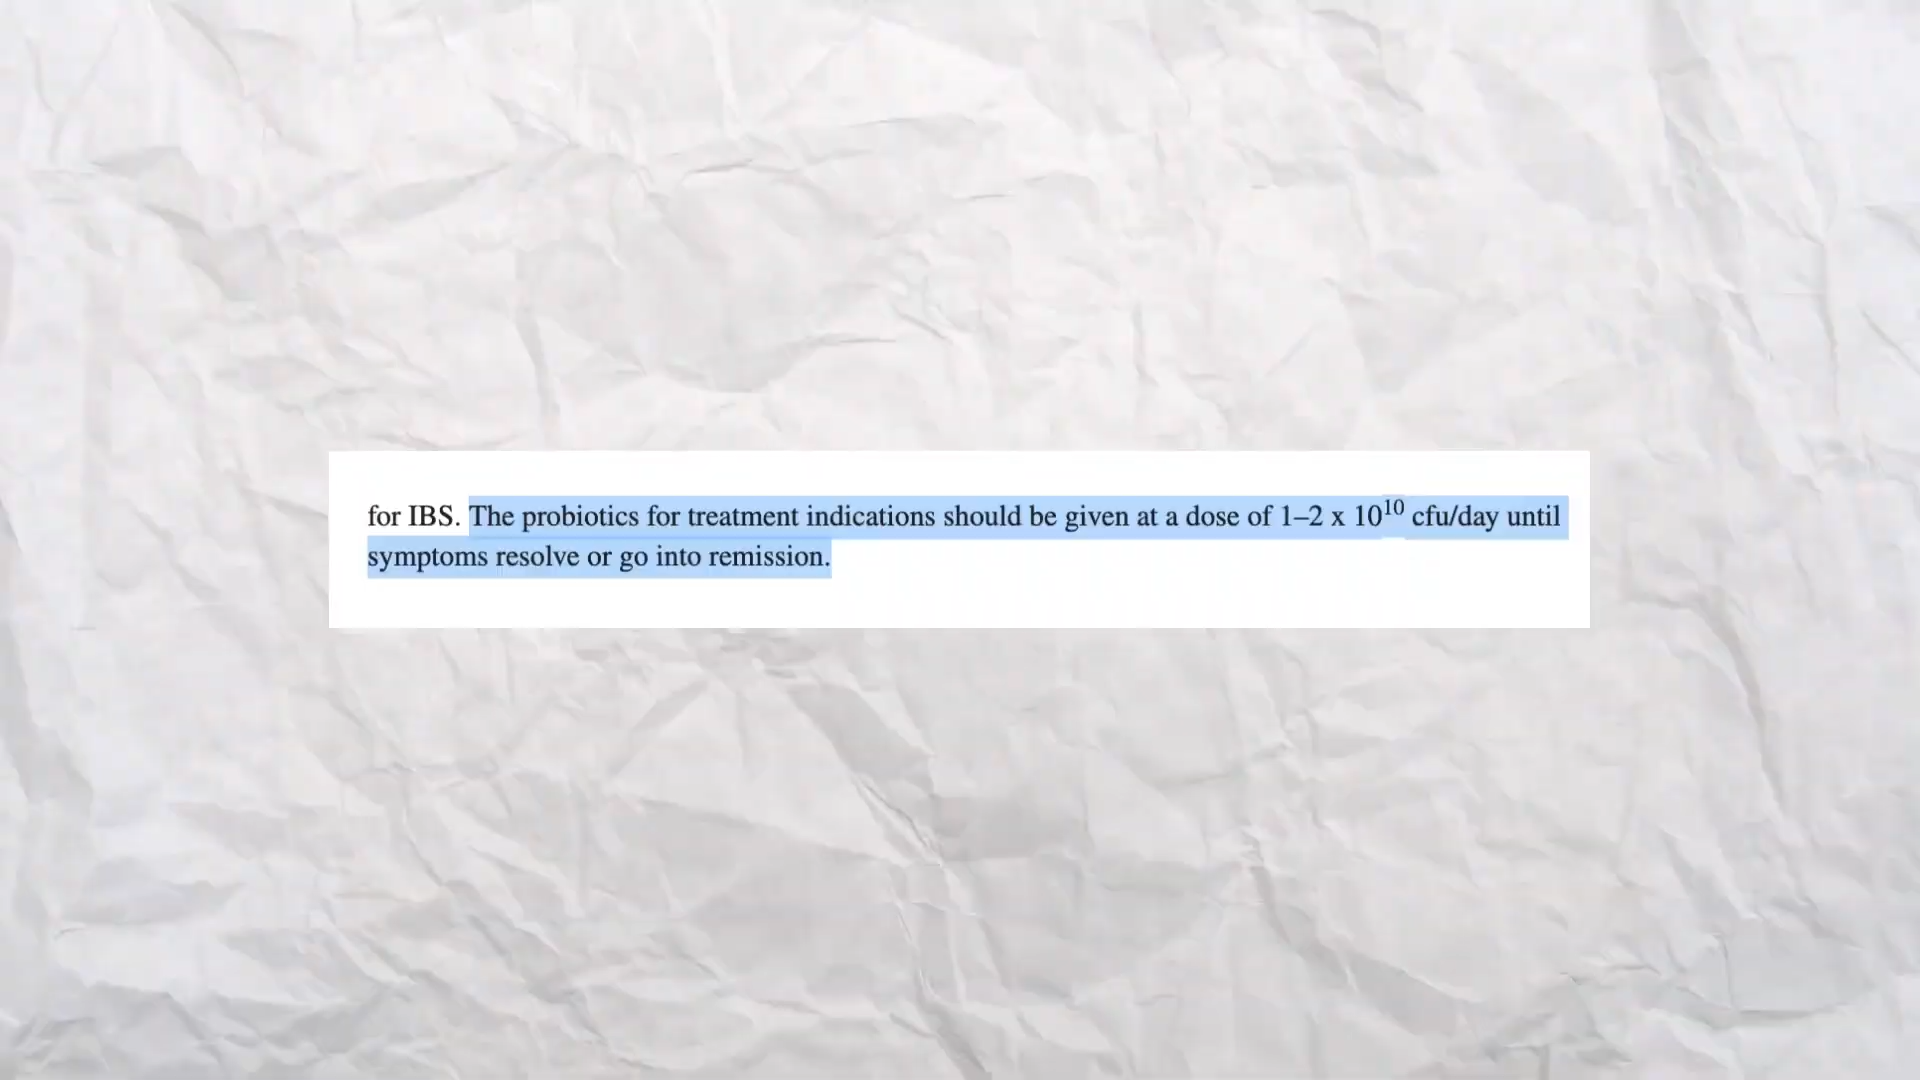 for IBS. The probiotics for treatment indications should be given at a dose of 1–2 x 10¹⁰ cfu/day until
symptoms resolve or go into remission.